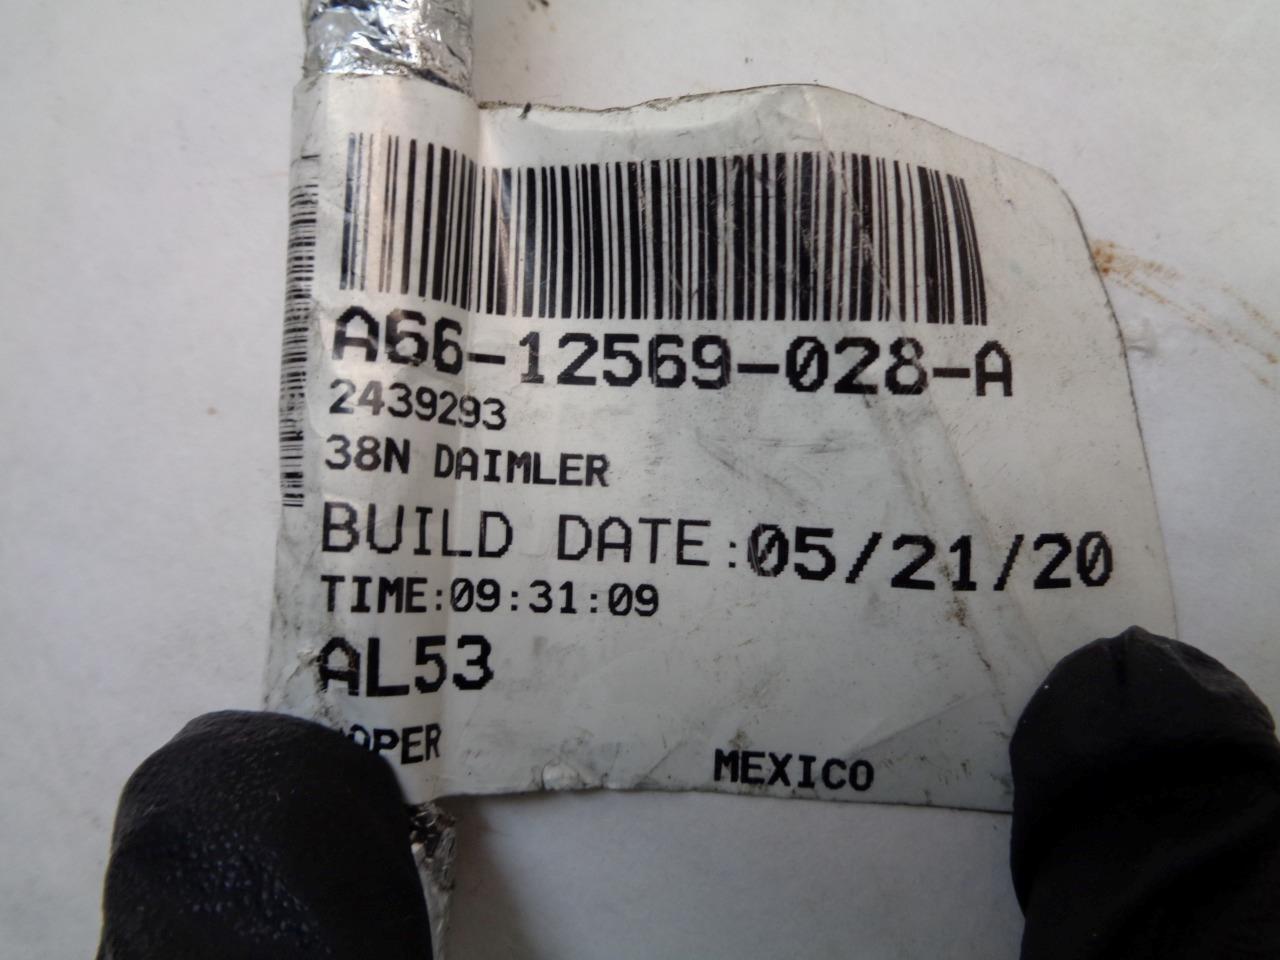 A66-12569-028-A
2439293
38N DAIMLER
BUILD DATE:05/21/20
TIME:09:31:09
AL53
MEXICO